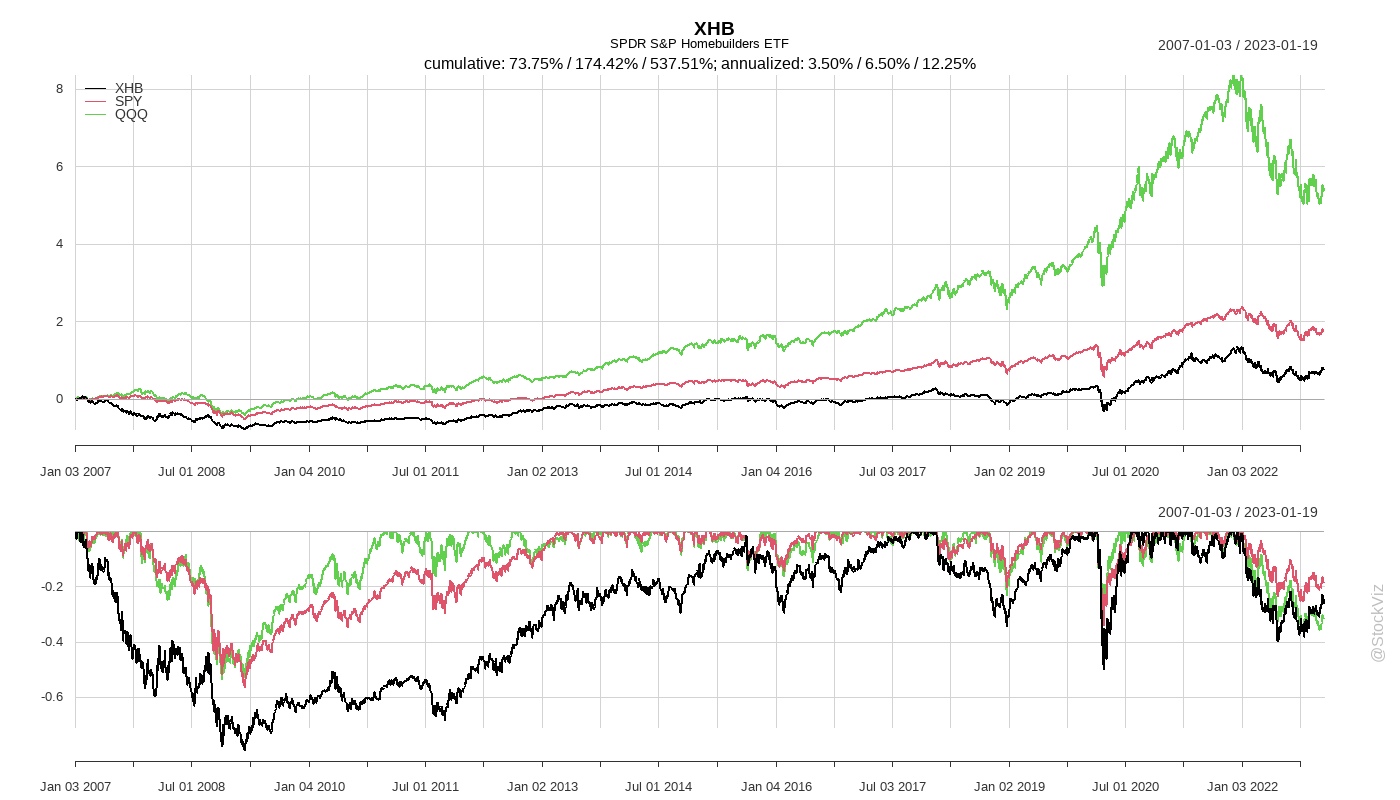 XHB
SPDR S&P Homebuilders ETF
2007-01-03 / 2023-01-19
cumulative: 73.75% / 174.42% / 537.51%; annualized: 3.50% / 6.50% / 12.25%
XHB
SPY
QQQ
8
6
4
2
0
Jan 03 2007 Jul 01 2008 Jan 04 2010 Jul 01 2011 Jan 02 2013 Jul 01 2014 Jan 04 2016 Jul 03 2017 Jan 02 2019 Jul 01 2020 Jan 03 2022
2007-01-03 / 2023-01-19
-0.2
-0.4
-0.6
Jan 03 2007 Jul 01 2008 Jan 04 2010 Jul 01 2011 Jan 02 2013 Jul 01 2014 Jan 04 2016 Jul 03 2017 Jan 02 2019 Jul 01 2020 Jan 03 2022
@StockViz